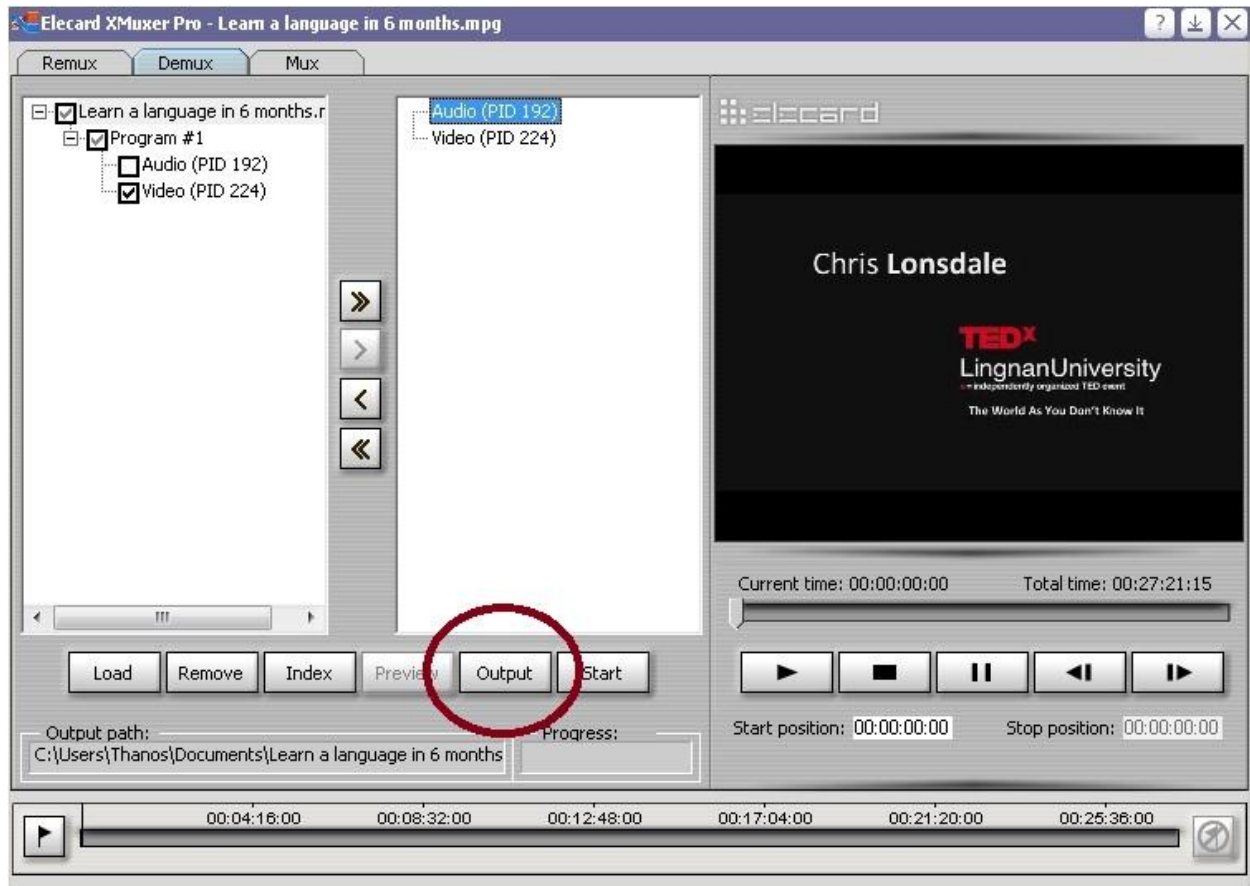 Elecard XMuxer Pro - Learn a language in 6 months.mpg
Remux Demux Mux
Learn a language in 6 months.r
Program #1
Audio (PID 192)
Video (PID 224)
Audio (PID 192)
Video (PID 224)
elecard
Chris Lonsdale
TEDx
LingnanUniversity
x = independently organized TED event
The World As You Don't Know It
Current time: 00:00:00:00 Total time: 00:27:21:15
Load Remove Index Preview Output Start
Start position: 00:00:00:00 Stop position: 00:00:00:00
Output path: Progress:
C:\Users\Thanos\Documents\Learn a language in 6 months
00:04:16:00 00:08:32:00 00:12:48:00 00:17:04:00 00:21:20:00 00:25:36:00